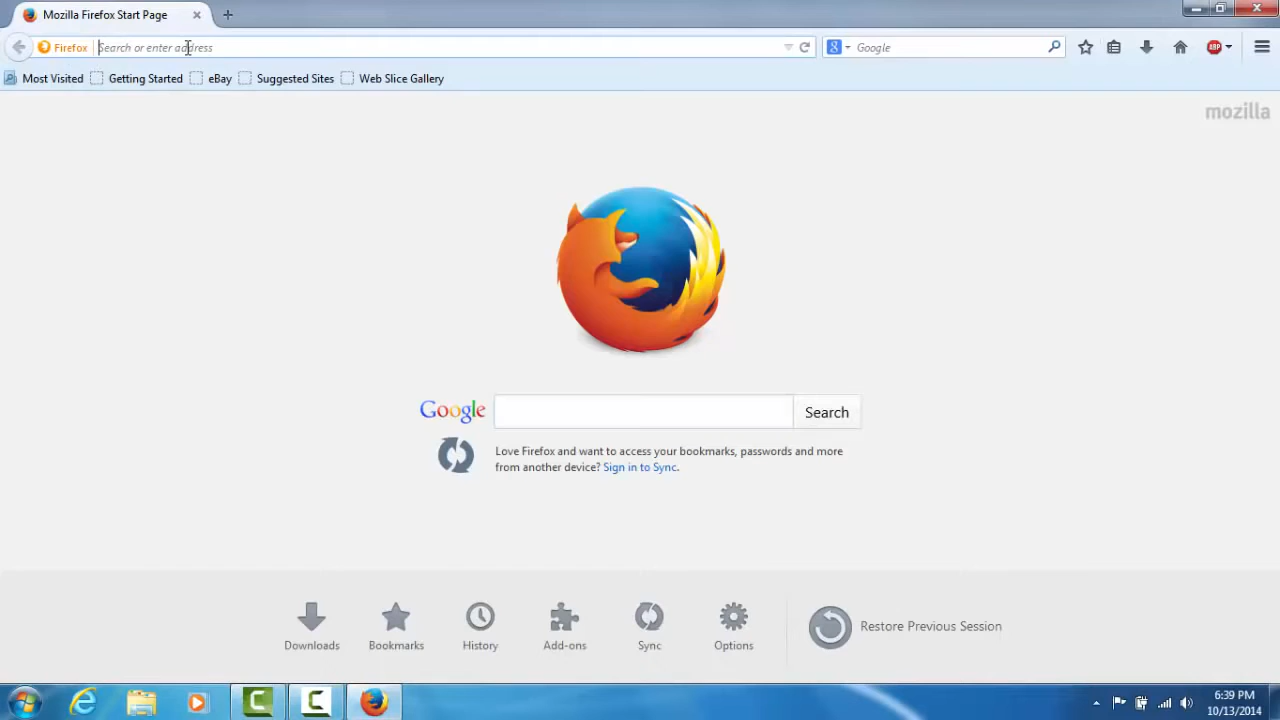 Mozilla Firefox Start Page
Firefox Search or enter address
Google
ABP
Most Visited Getting Started eBay Suggested Sites Web Slice Gallery
mozilla
Google Search
Love Firefox and want to access your bookmarks, passwords and more
from another device? Sign in to Sync.
Downloads Bookmarks History Add-ons Sync Options
Restore Previous Session
6:39 PM
10/13/2014